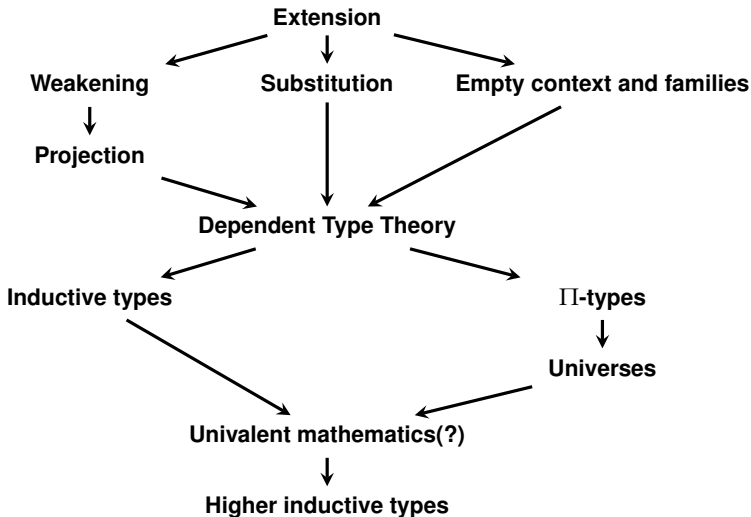 Extension
Weakening
Substitution
Empty context and families
Projection
Dependent Type Theory
Inductive types
Π-types
Universes
Univalent mathematics(?)
Higher inductive types